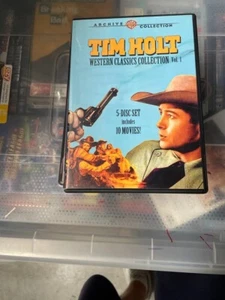 ARCHIVE COLLECTION
TIM HOLT
WESTERN CLASSICS COLLECTION Vol 1
5-DISC SET
includes
10 MOVIES!